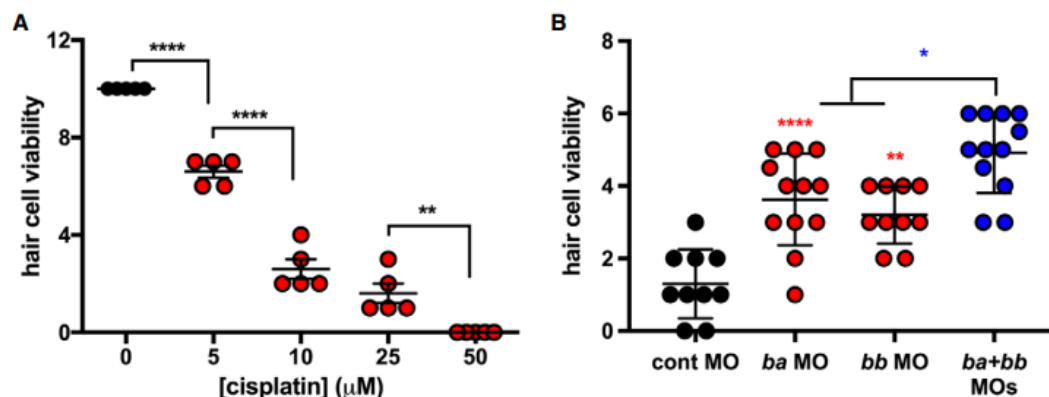 A
hair cell viability
12
8
4
0
****
****
**
0 5 10 25 50
[cisplatin] (μM)
B
hair cell viability
8
6
4
2
0
****
**
*
cont MO ba MO bb MO ba+bb
MOs